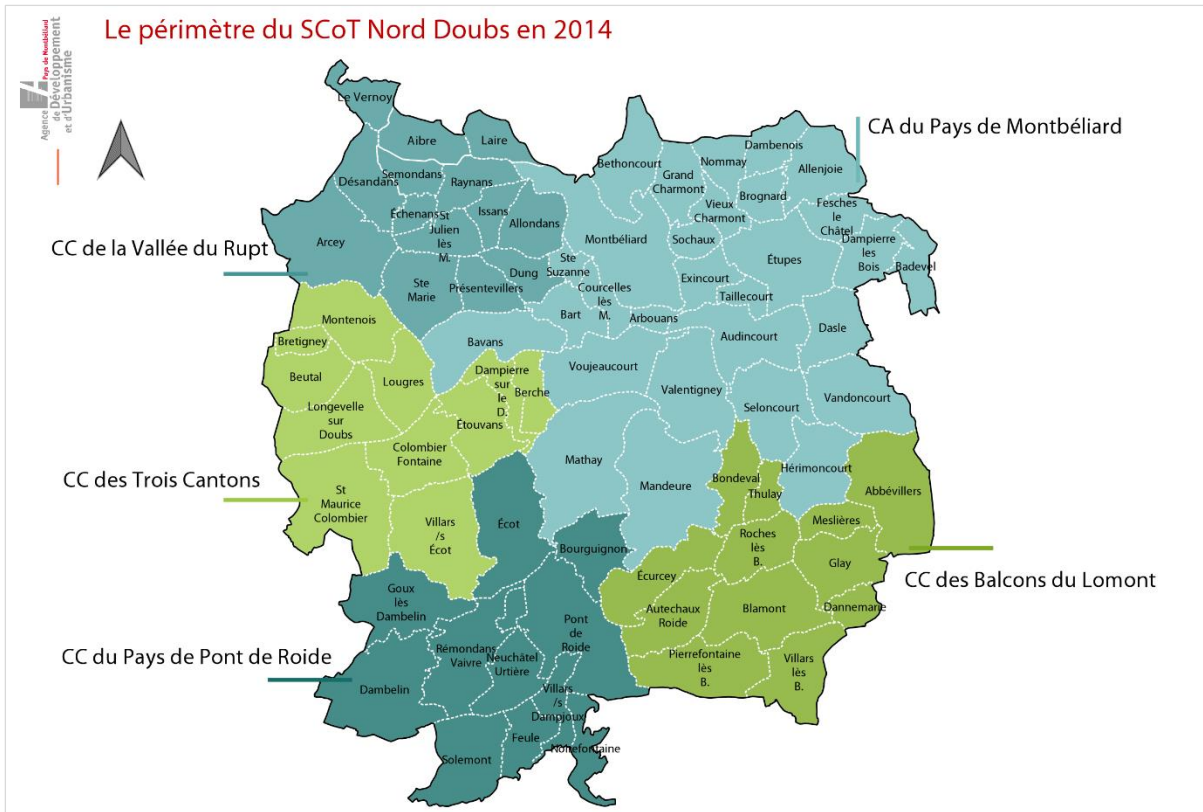 Le périmètre du SCoT Nord Doubs en 2014
Agence
Pays de Montbéliard
de Développement
et d'Urbanisme
CA du Pays de Montbéliard
CC de la Vallée du Rupt
CC des Trois Cantons
CC des Balcons du Lomont
CC du Pays de Pont de Roide
Le Vernoy
Aibre
Laire
Désandans
Semondans
Raynans
Échenans
St
Julien
lès
M.
Issans
Allondans
Arcey
Ste
Marie
Présentevillers
Dung
Bethoncourt
Grand
Charmont
Nommay
Dambenois
Allenjoie
Vieux
Charmont
Brognard
Fesches
le
Châtel
Montbéliard
Sochaux
Étupes
Dampierre
les
Bois
Badevel
Ste
Suzanne
Courcelles
lès
M.
Exincourt
Taillecourt
Bart
Arbouans
Bavans
Audincourt
Dasle
Voujeaucourt
Valentigney
Seloncourt
Vandoncourt
Mathay
Mandeure
Hérimoncourt
Montenois
Bretigney
Beutal
Lougres
Longevelle
sur
Doubs
Dampierre
sur
le
D.
Berche
Étouvans
Colombier
Fontaine
St
Maurice
Colombier
Villars
/s
Écot
Écot
Bourguignon
Goux
lès
Dambelin
Pont
de
Roide
Rémondans
Vaivre
Neuchâtel
Urtière
Dambelin
Villars
/s
Dampjoux
Feule
Noirefontaine
Solemont
Bondeval
Thulay
Abbévillers
Meslières
Roches
lès
B.
Glay
Écurcey
Autechaux
Roide
Blamont
Dannemarie
Pierrefontaine
lès
B.
Villars
lès
B.